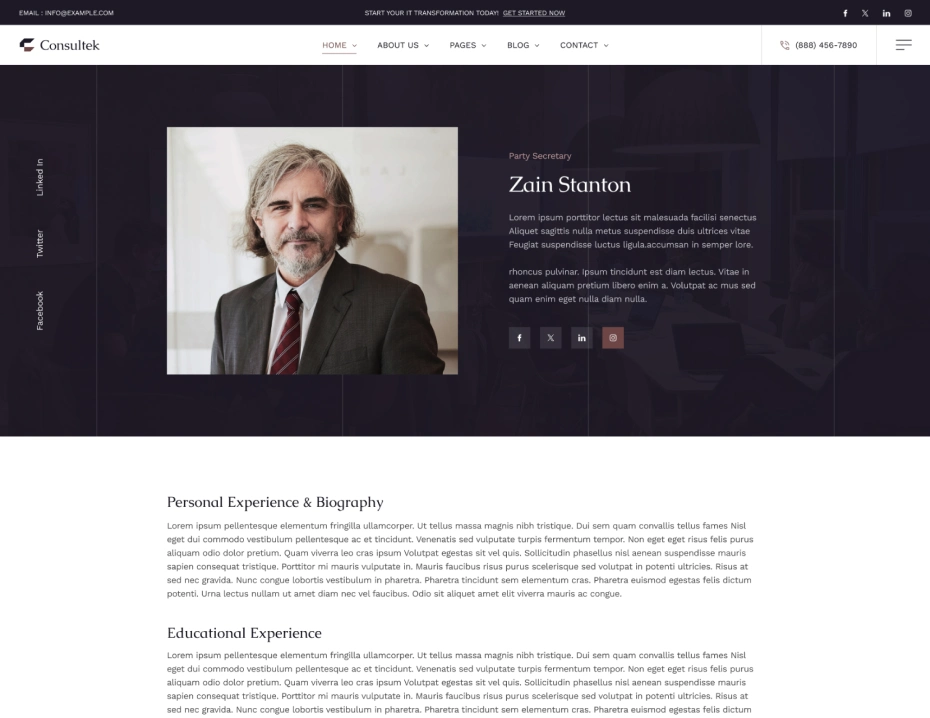 EMAIL : INFO@EXAMPLE.COM
START YOUR IT TRANSFORMATION TODAY! GET STARTED NOW
Consultek
HOME
ABOUT US
PAGES
BLOG
CONTACT
(888) 456-7890
Linked In
Twitter
Facebook
Party Secretary
Zain Stanton
Lorem ipsum porttitor lectus sit malesuada facilisi senectus
Aliquet sagittis nulla metus suspendisse duis ultrices vitae
Feugiat suspendisse luctus ligula.accumsan in semper lore.
rhoncus pulvinar. Ipsum tincidunt est diam lectus. Vitae in
aenean aliquam pretium libero enim a. Volutpat ac mus sed
quam enim eget nulla diam nulla.
Personal Experience & Biography
Lorem ipsum pellentesque elementum fringilla ullamcorper. Ut tellus massa magnis nibh tristique. Dui sem quam convallis tellus fames Nisl
eget dui commodo vestibulum pellentesque ac et tincidunt. Venenatis sed vulputate turpis fermentum tempor. Non eget eget risus felis purus
aliquam odio dolor pretium. Quam viverra leo cras ipsum Volutpat egestas sit vel quis. Sollicitudin phasellus nisl aenean suspendisse mauris
sapien consequat tristique. Porttitor mi mauris vulputate in. Mauris faucibus risus purus scelerisque sed volutpat in potenti ultricies. Risus at
sed nec gravida. Nunc congue lobortis vestibulum in pharetra. Pharetra tincidunt sem elementum cras. Pharetra euismod egestas felis dictum
potenti. Urna lectus nullam ut amet diam nec vel faucibus. Odio sit aliquet amet elit viverra mauris ac congue.
Educational Experience
Lorem ipsum pellentesque elementum fringilla ullamcorper. Ut tellus massa magnis nibh tristique. Dui sem quam convallis tellus fames Nisl
eget dui commodo vestibulum pellentesque ac et tincidunt. Venenatis sed vulputate turpis fermentum tempor. Non eget eget risus felis purus
aliquam odio dolor pretium. Quam viverra leo cras ipsum Volutpat egestas sit vel quis. Sollicitudin phasellus nisl aenean suspendisse mauris
sapien consequat tristique. Porttitor mi mauris vulputate in. Mauris faucibus risus purus scelerisque sed volutpat in potenti ultricies. Risus at
sed nec gravida. Nunc congue lobortis vestibulum in pharetra. Pharetra tincidunt sem elementum cras. Pharetra euismod egestas felis dictum